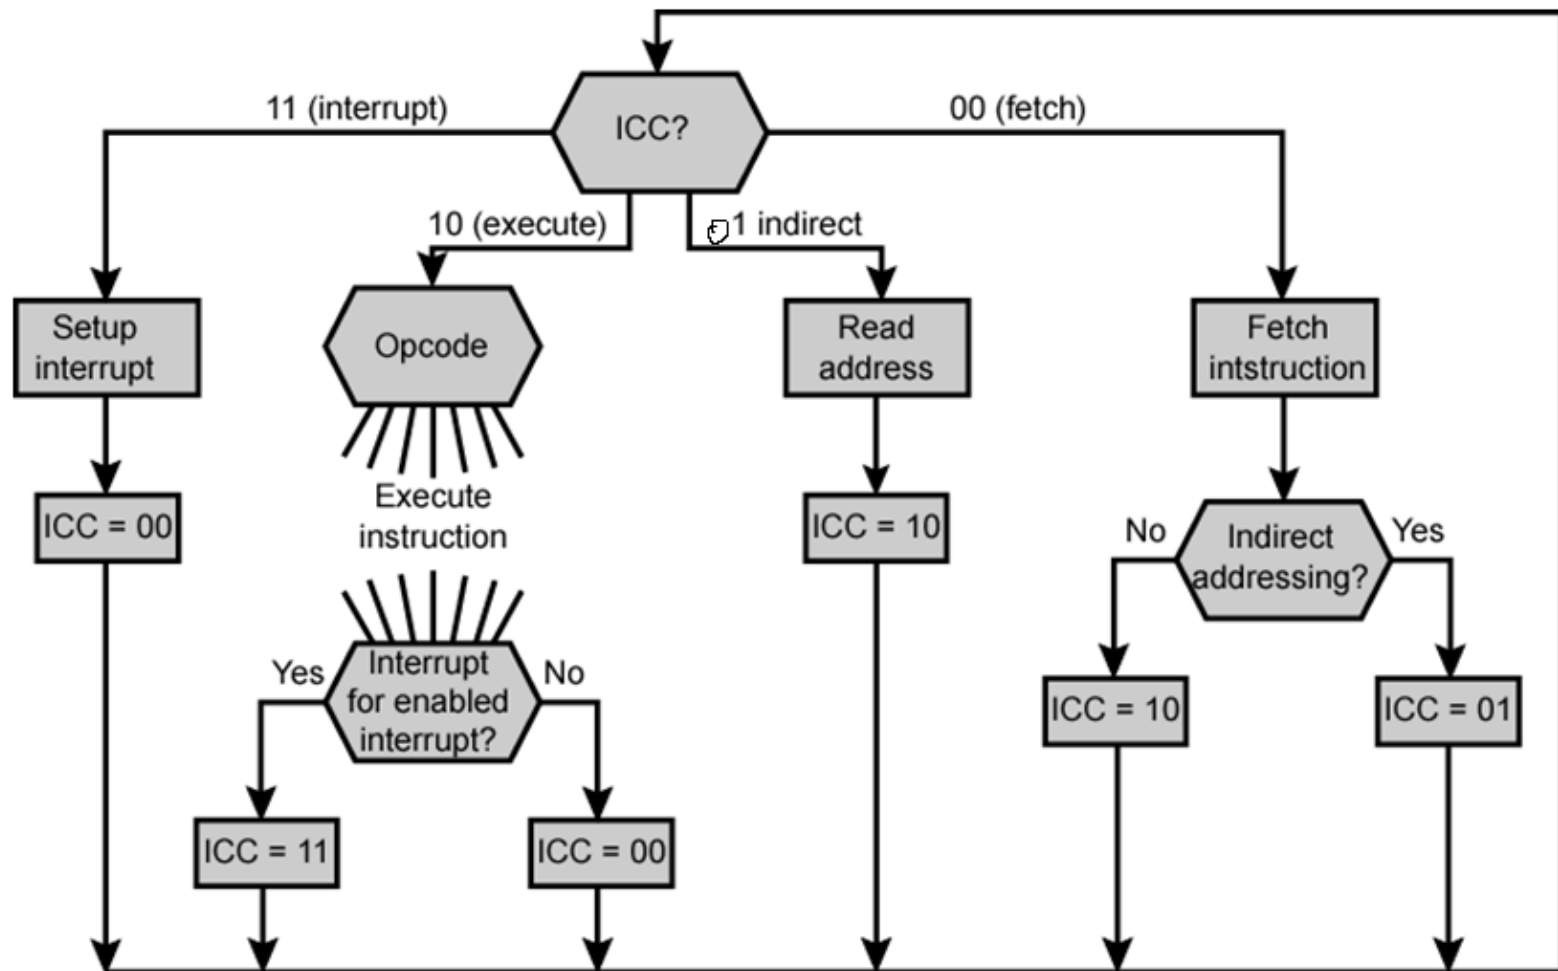 ICC?
11 (interrupt)
00 (fetch)
10 (execute)
1 indirect
Setup
interrupt
Opcode
Read
address
Fetch
intstruction
ICC = 00
Execute
instruction
ICC = 10
No
Indirect
addressing?
Yes
Yes
Interrupt
for enabled
interrupt?
No
ICC = 10
ICC = 01
ICC = 11
ICC = 00